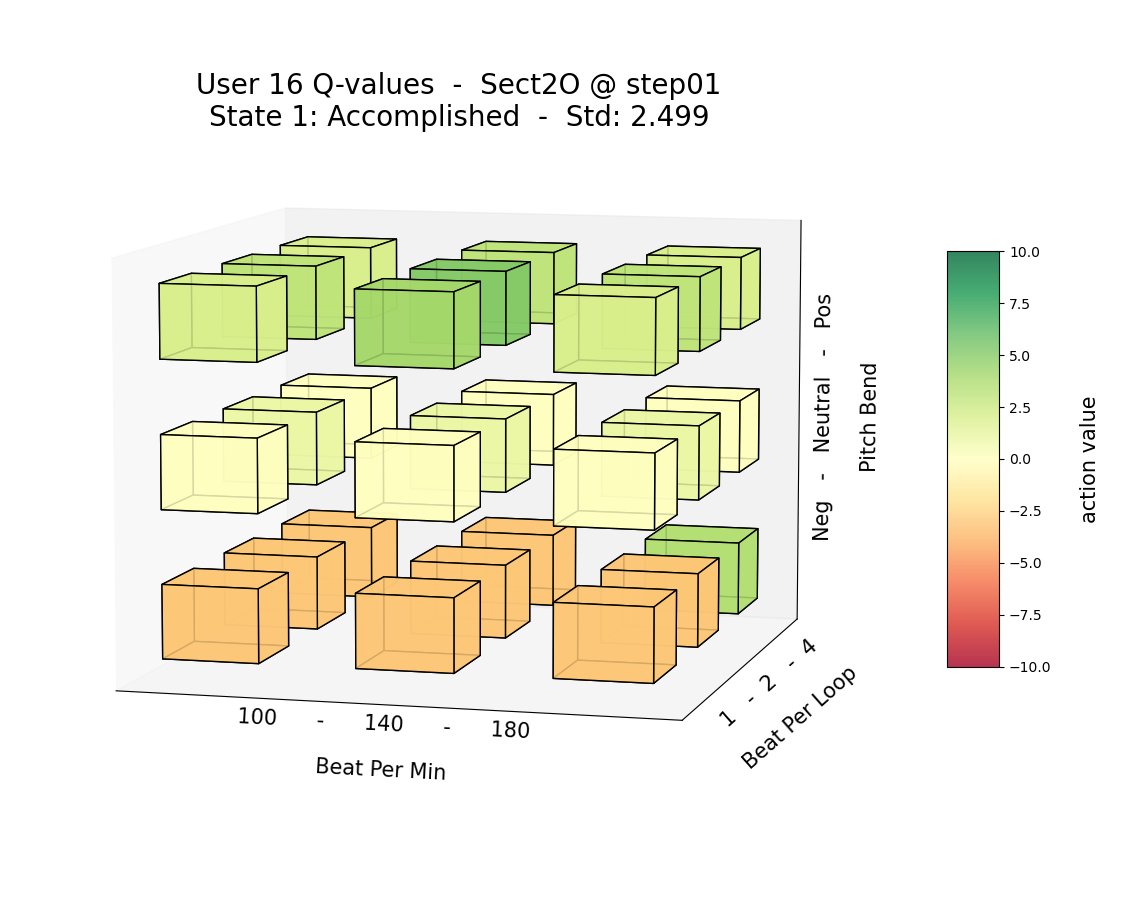 User 16 Q-values - Sect2O @ step01
State 1: Accomplished - Std: 2.499
Neg - Neutral - Pos
Pitch Bend
1 - 2 - 4
Beat Per Loop
100 - 140 - 180
Beat Per Min
10.0
7.5
5.0
2.5
0.0
−2.5
−5.0
−7.5
−10.0
action value